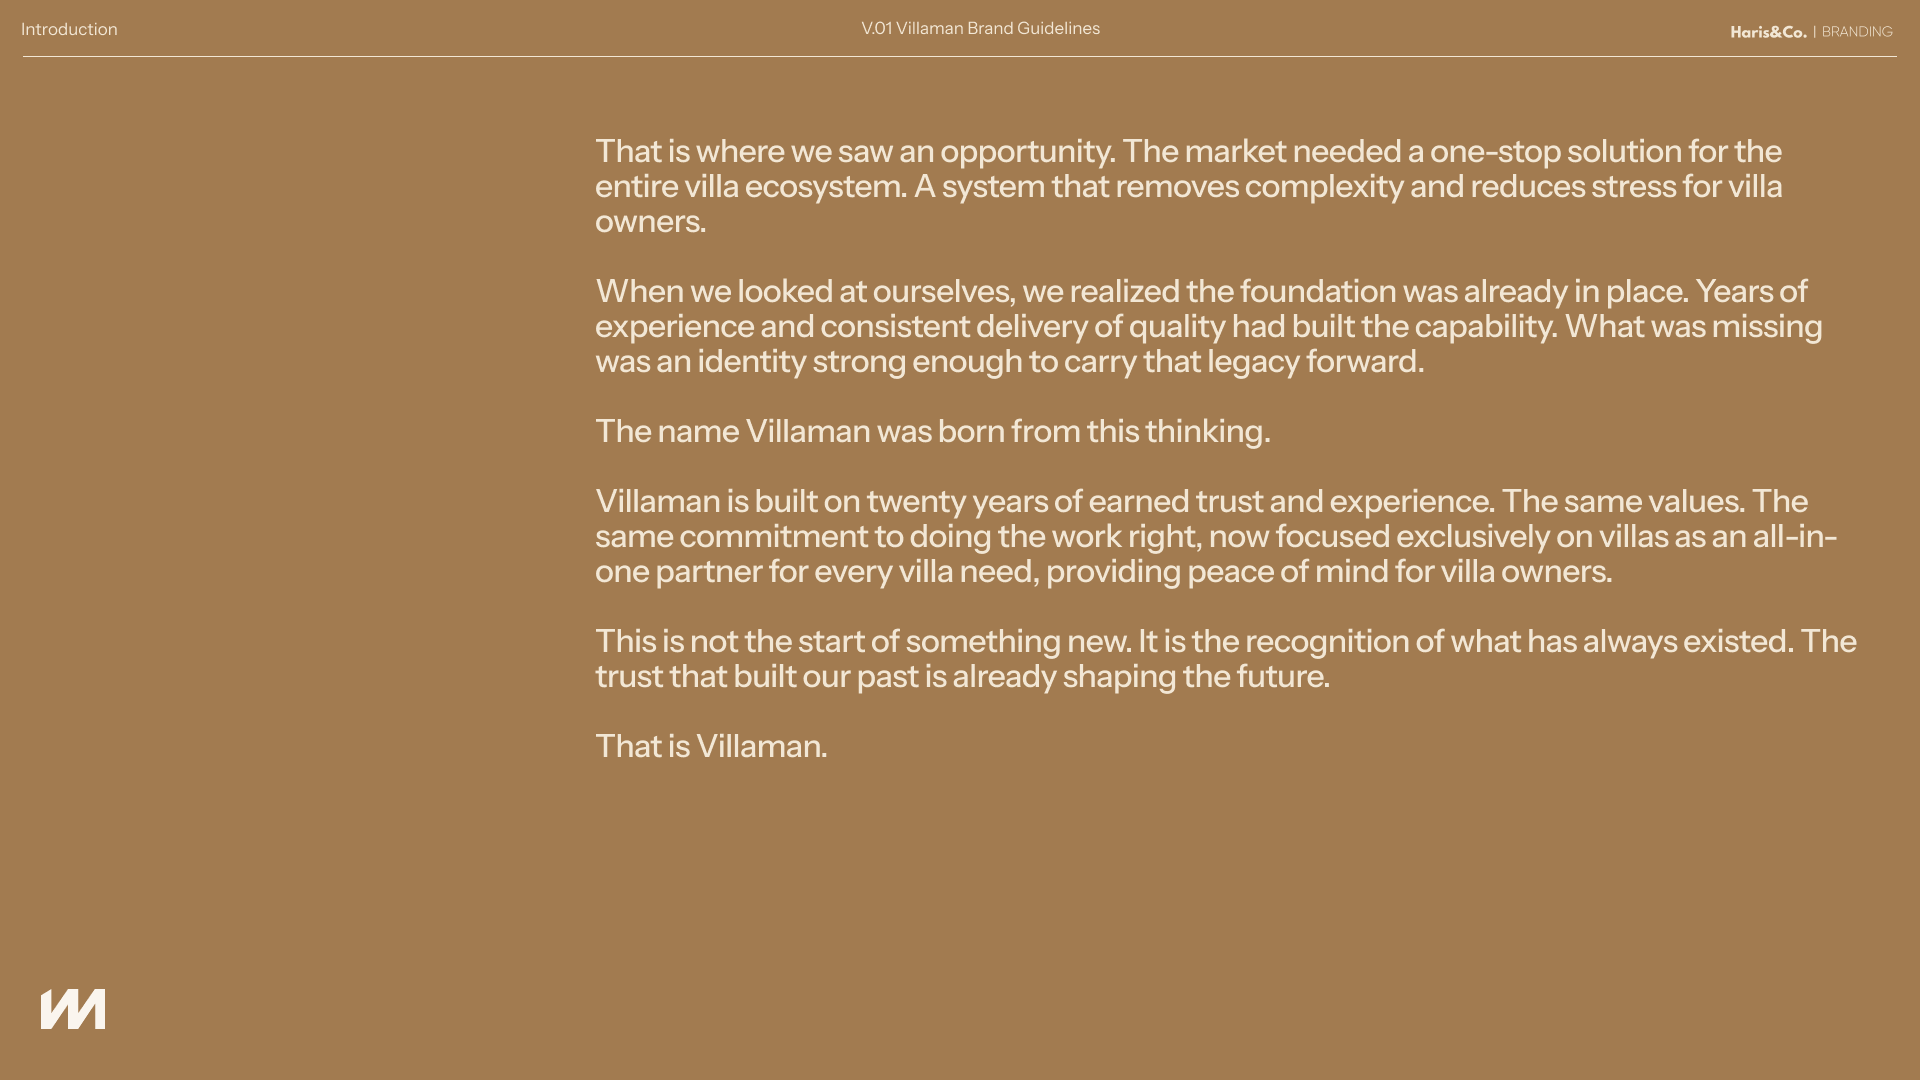 Introduction
V.01 Villaman Brand Guidelines
Haris&Co. | BRANDING
That is where we saw an opportunity. The market needed a one-stop solution for the
entire villa ecosystem. A system that removes complexity and reduces stress for villa
owners.
When we looked at ourselves, we realized the foundation was already in place. Years of
experience and consistent delivery of quality had built the capability. What was missing
was an identity strong enough to carry that legacy forward.
The name Villaman was born from this thinking.
Villaman is built on twenty years of earned trust and experience. The same values. The
same commitment to doing the work right, now focused exclusively on villas as an all-in-
one partner for every villa need, providing peace of mind for villa owners.
This is not the start of something new. It is the recognition of what has always existed. The
trust that built our past is already shaping the future.
That is Villaman.